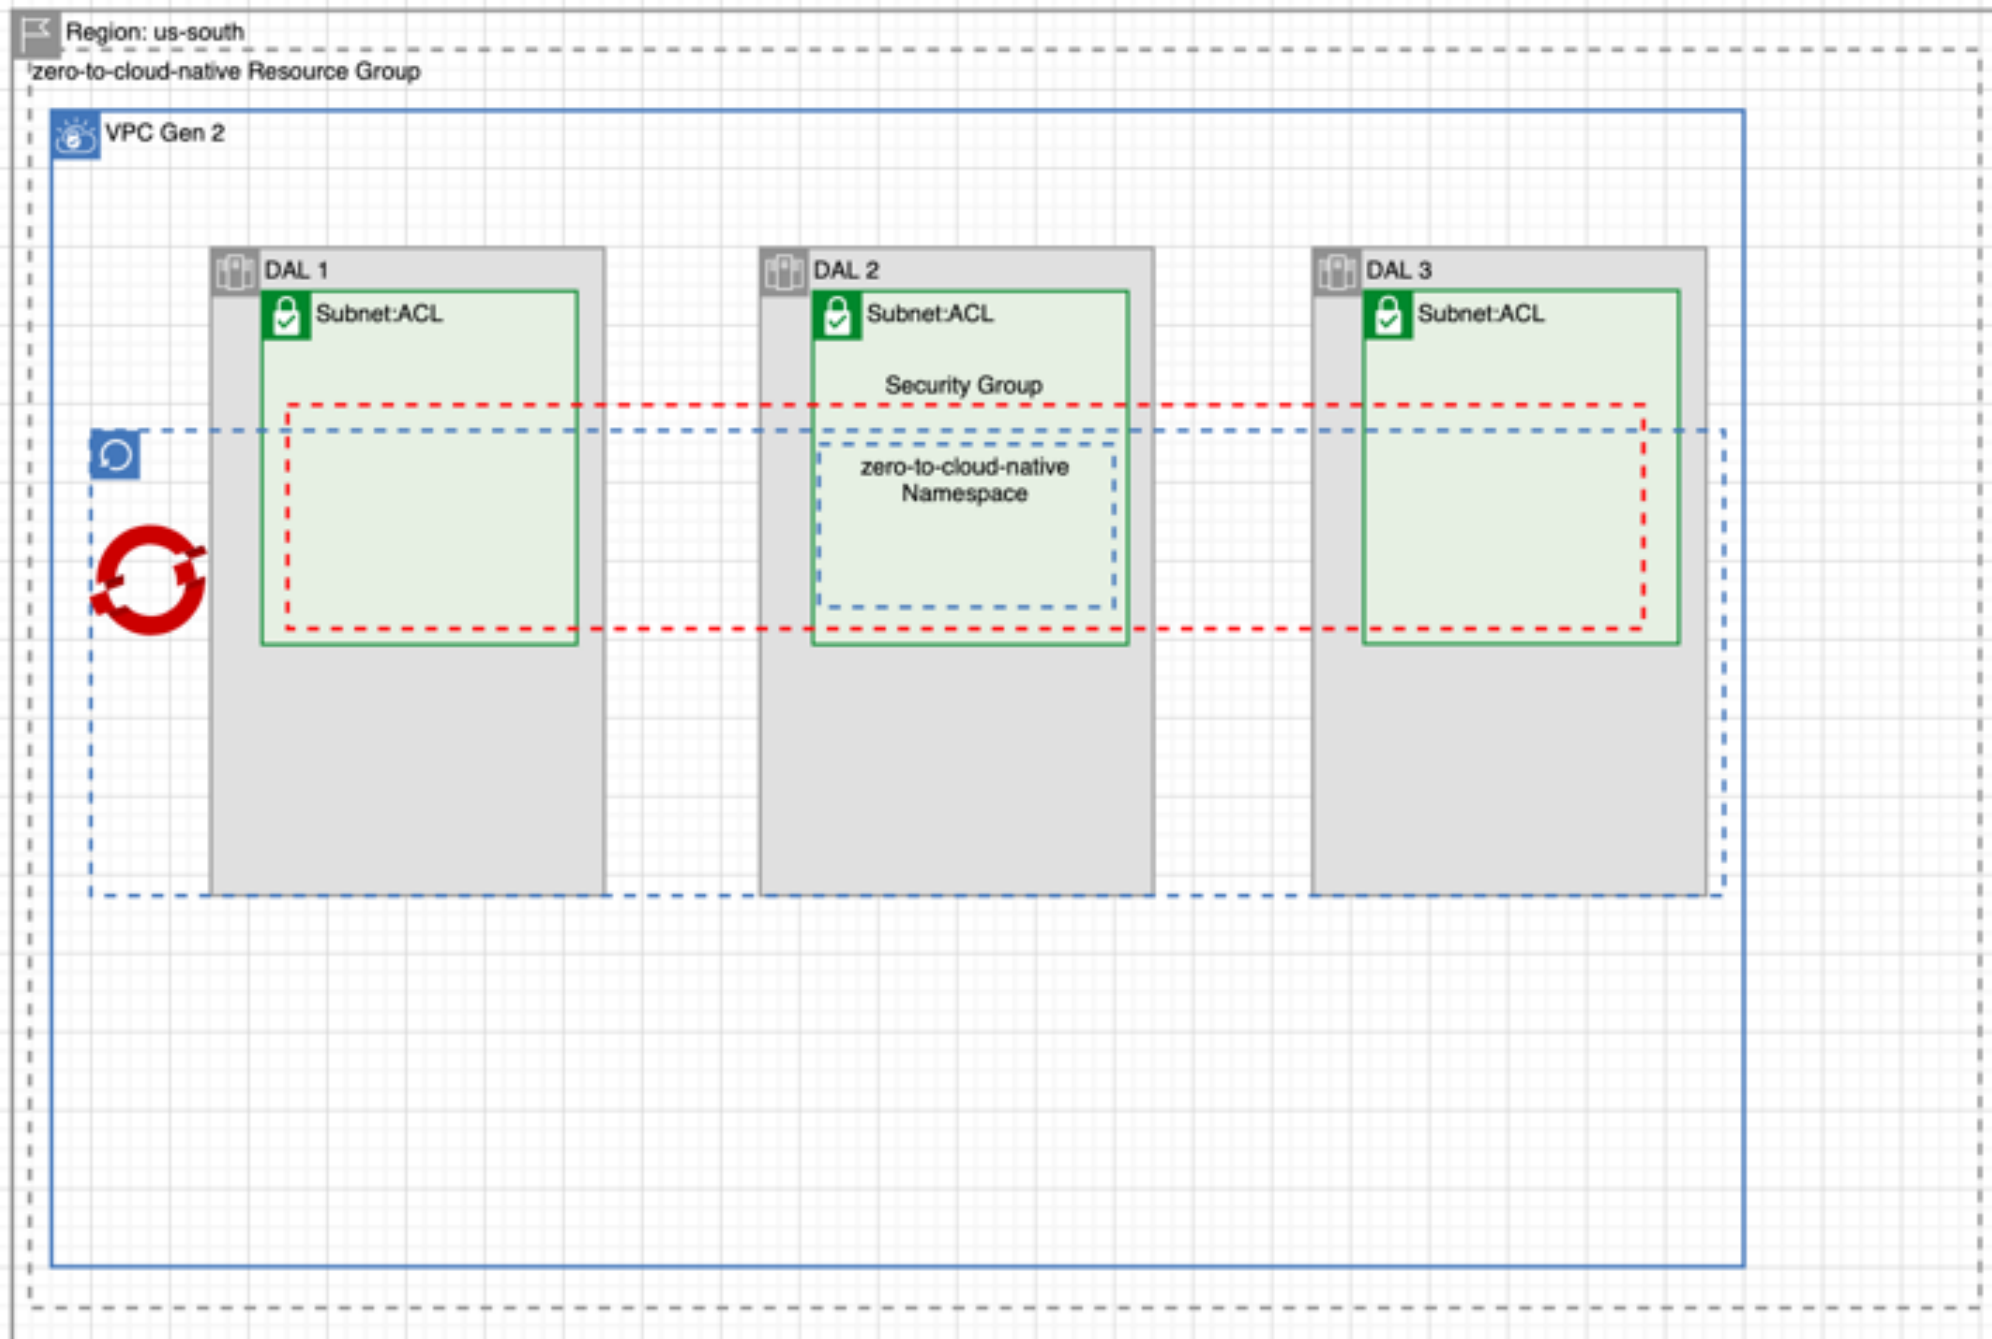 Region: us-south
zero-to-cloud-native Resource Group
VPC Gen 2
DAL 1
DAL 2
DAL 3
Subnet:ACL
Subnet:ACL
Subnet:ACL
Security Group
zero-to-cloud-native
Namespace